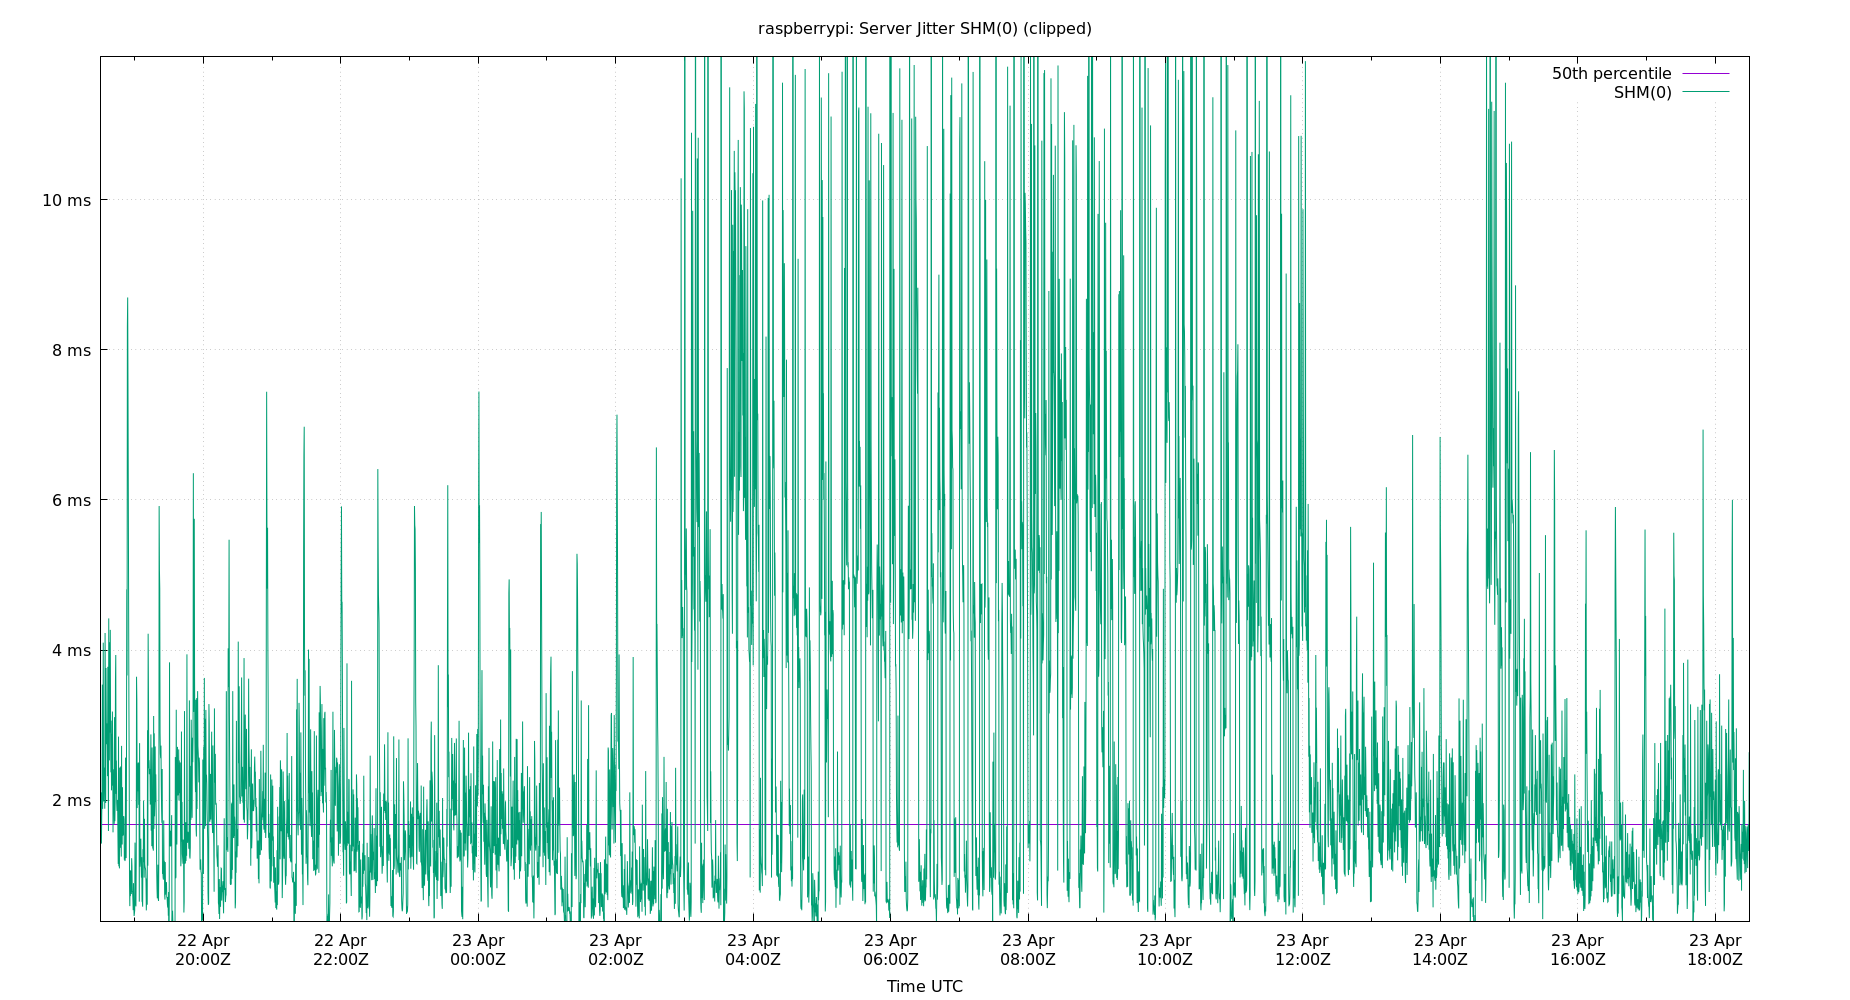 raspberrypi: Server Jitter SHM(0) (clipped)
50th percentile
SHM(0)
10 ms
8 ms
6 ms
4 ms
2 ms
22 Apr 22 Apr 23 Apr 23 Apr 23 Apr 23 Apr 23 Apr 23 Apr 23 Apr 23 Apr 23 Apr 23 Apr
20:00Z 22:00Z 00:00Z 02:00Z 04:00Z 06:00Z 08:00Z 10:00Z 12:00Z 14:00Z 16:00Z 18:00Z
Time UTC